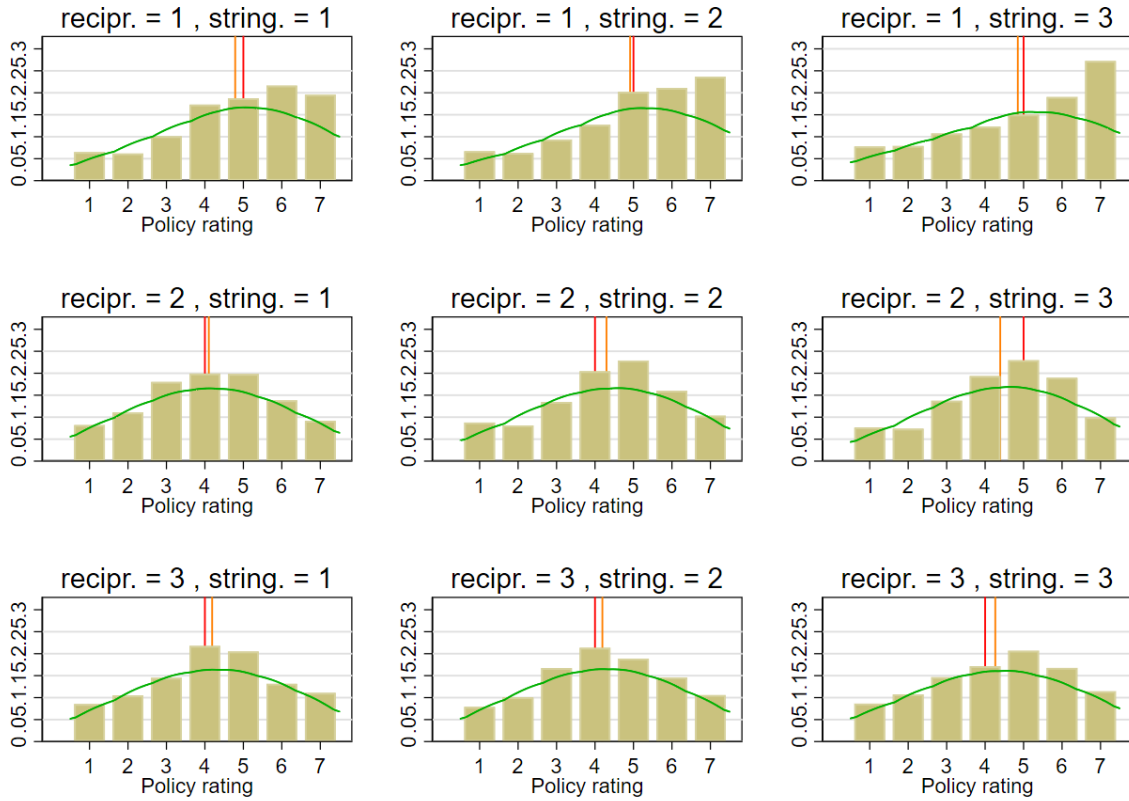 recipr. = 1 , string. = 1
0.05.1.15.2.25.3
1 2 3 4 5 6 7
Policy rating
recipr. = 1 , string. = 2
0.05.1.15.2.25.3
1 2 3 4 5 6 7
Policy rating
recipr. = 1 , string. = 3
0.05.1.15.2.25.3
1 2 3 4 5 6 7
Policy rating
recipr. = 2 , string. = 1
0.05.1.15.2.25.3
1 2 3 4 5 6 7
Policy rating
recipr. = 2 , string. = 2
0.05.1.15.2.25.3
1 2 3 4 5 6 7
Policy rating
recipr. = 2 , string. = 3
0.05.1.15.2.25.3
1 2 3 4 5 6 7
Policy rating
recipr. = 3 , string. = 1
0.05.1.15.2.25.3
1 2 3 4 5 6 7
Policy rating
recipr. = 3 , string. = 2
0.05.1.15.2.25.3
1 2 3 4 5 6 7
Policy rating
recipr. = 3 , string. = 3
0.05.1.15.2.25.3
1 2 3 4 5 6 7
Policy rating